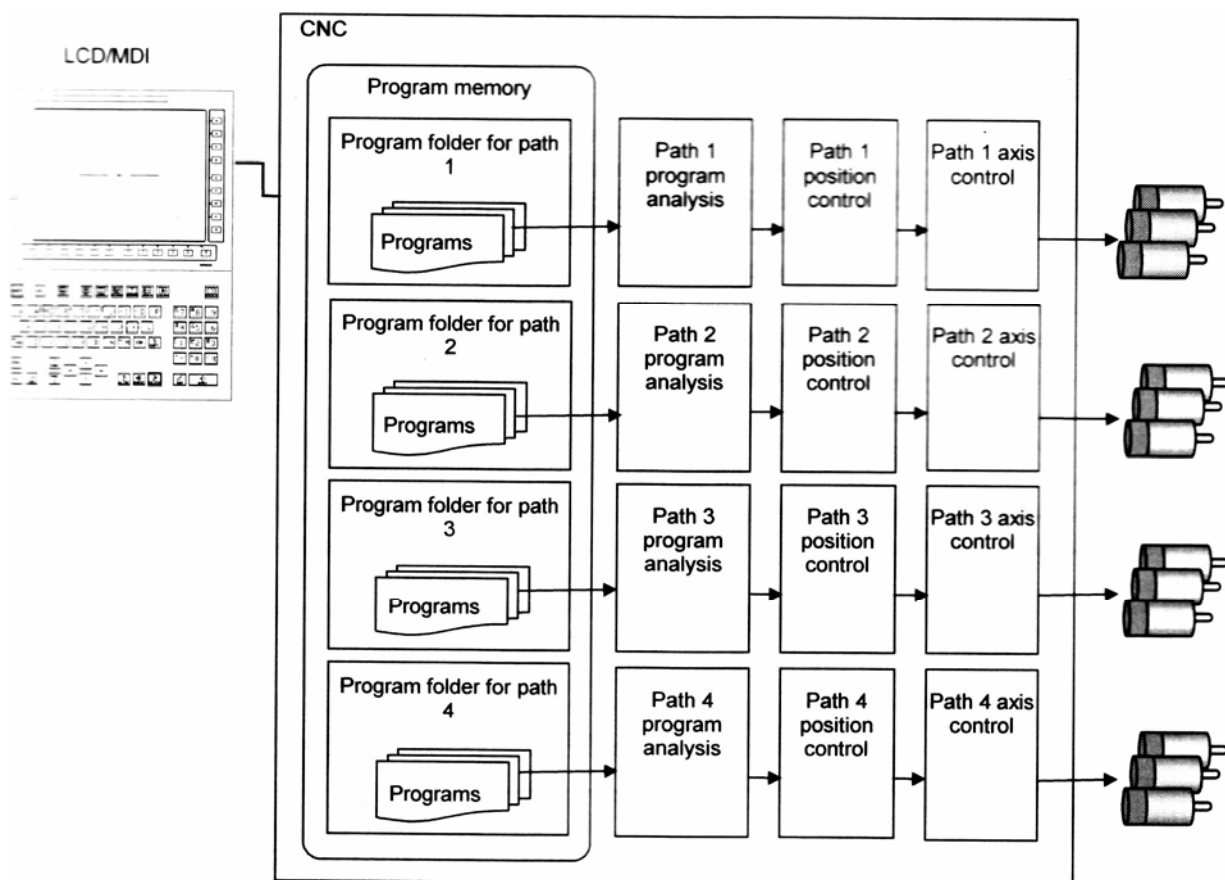 CNC
LCD/MDI
Program memory
Program folder for path
1
Programs
Path 1
program
analysis
Path 1
position
control
Path 1 axis
control
Program folder for path
2
Programs
Path 2
program
analysis
Path 2
position
control
Path 2 axis
control
Program folder for path
3
Programs
Path 3
program
analysis
Path 3
position
control
Path 3 axis
control
Program folder for path
4
Programs
Path 4
program
analysis
Path 4
position
control
Path 4 axis
control